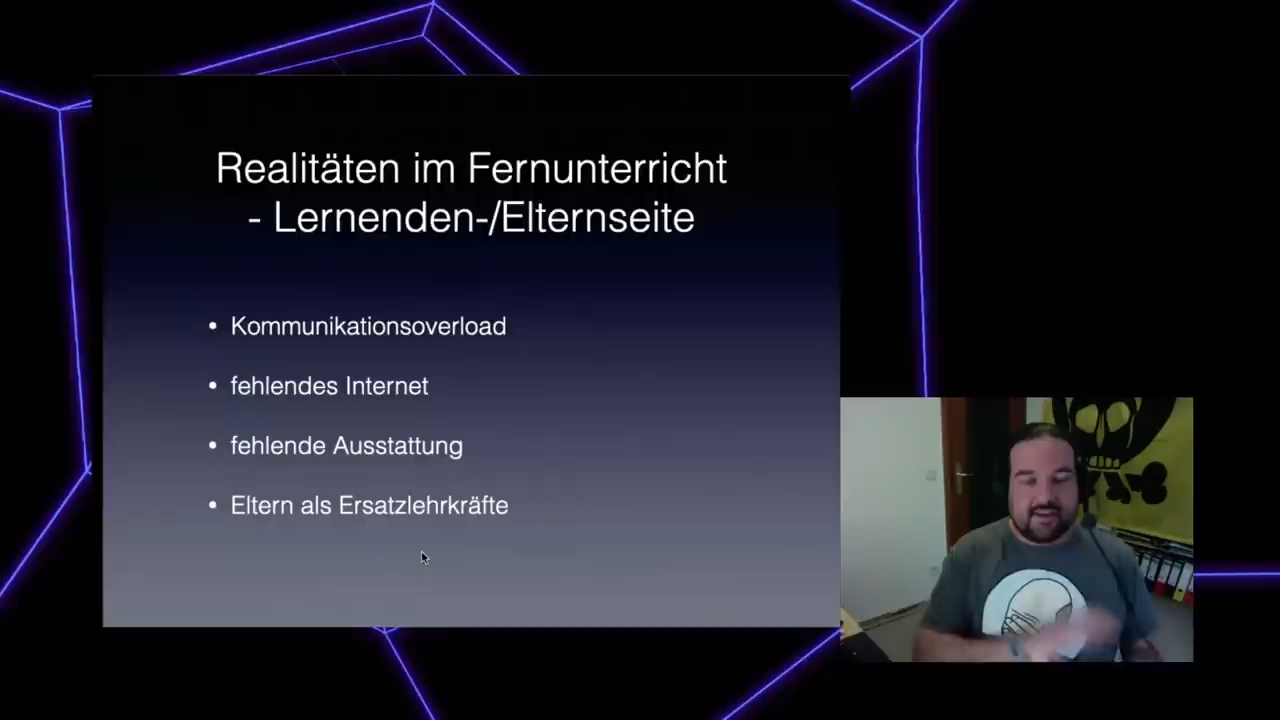 Realitäten im Fernunterricht
- Lernenden-/Elternseite
• Kommunikationsoverload
• fehlendes Internet
• fehlende Ausstattung
• Eltern als Ersatzlehrkräfte